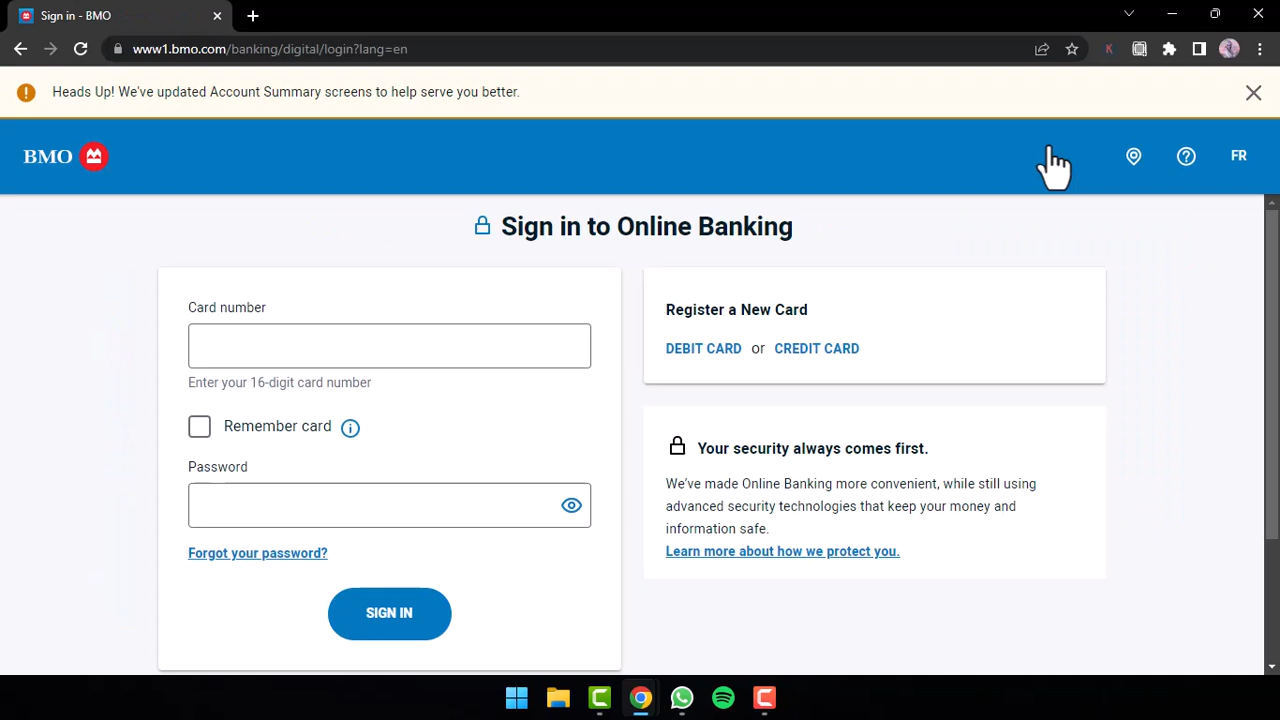 Sign in - BMO
www1.bmo.com/banking/digital/login?lang=en
K
Heads Up! We've updated Account Summary screens to help serve you better.
BMO
FR
Sign in to Online Banking
Card number
Enter your 16-digit card number
Remember card
Password
Forgot your password?
SIGN IN
Register a New Card
DEBIT CARD or CREDIT CARD
Your security always comes first.
We've made Online Banking more convenient, while still using
advanced security technologies that keep your money and
information safe.
Learn more about how we protect you.